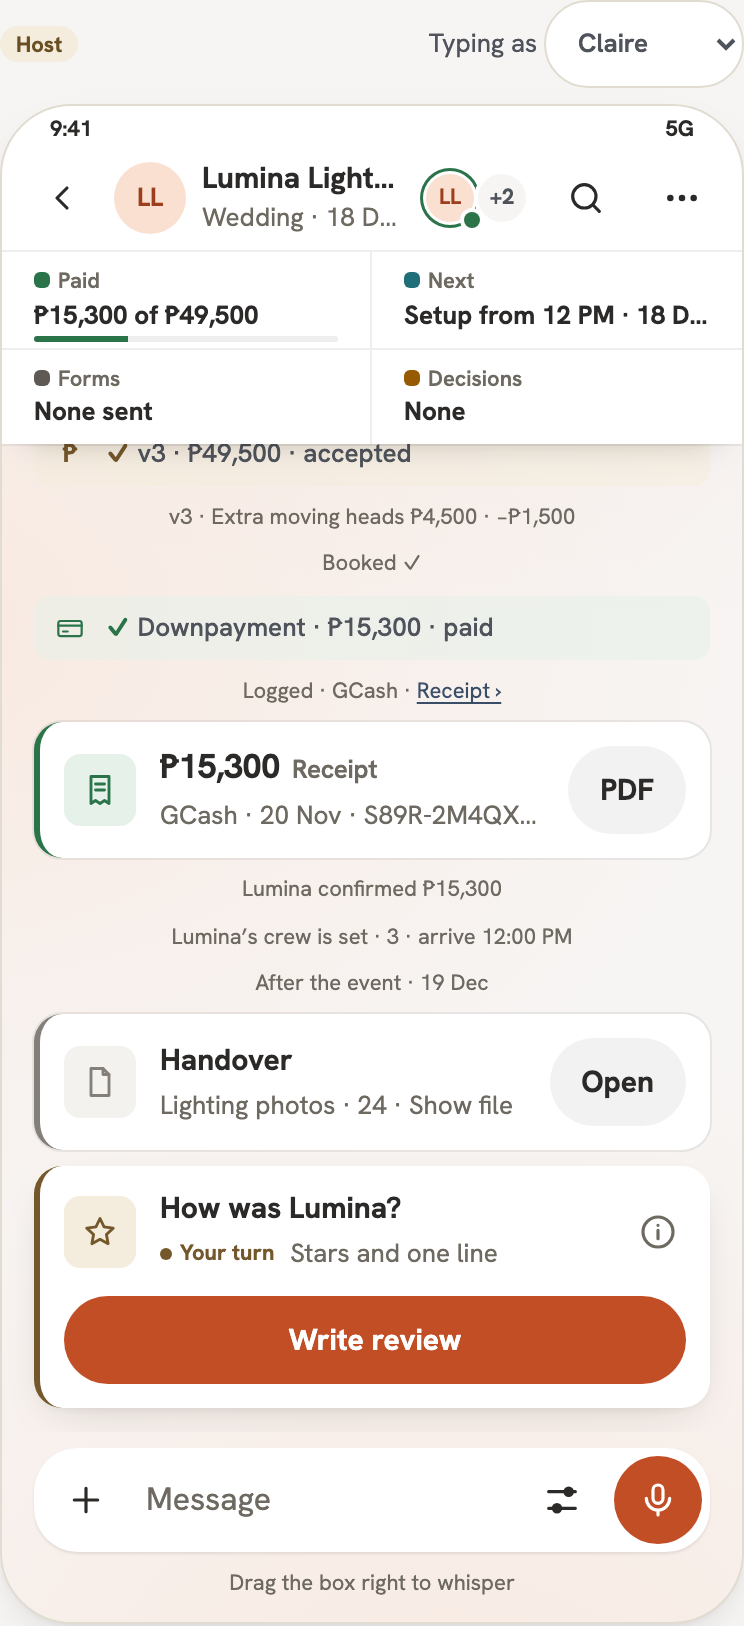 Host
Typing as Claire
9:41 5G
LL Lumina Light... LL +2
Wedding · 18 D...
Paid
₱15,300 of ₱49,500
Next
Setup from 12 PM · 18 D...
Forms
None sent
Decisions
None
₱ ✓ v3 · ₱49,500 · accepted
v3 · Extra moving heads ₱4,500 · −₱1,500
Booked ✓
✓ Downpayment · ₱15,300 · paid
Logged · GCash · Receipt ›
₱15,300 Receipt
GCash · 20 Nov · S89R-2M4QX...
PDF
Lumina confirmed ₱15,300
Lumina’s crew is set · 3 · arrive 12:00 PM
After the event · 19 Dec
Handover
Lighting photos · 24 · Show file
Open
How was Lumina?
Your turn Stars and one line
Write review
Message
Drag the box right to whisper